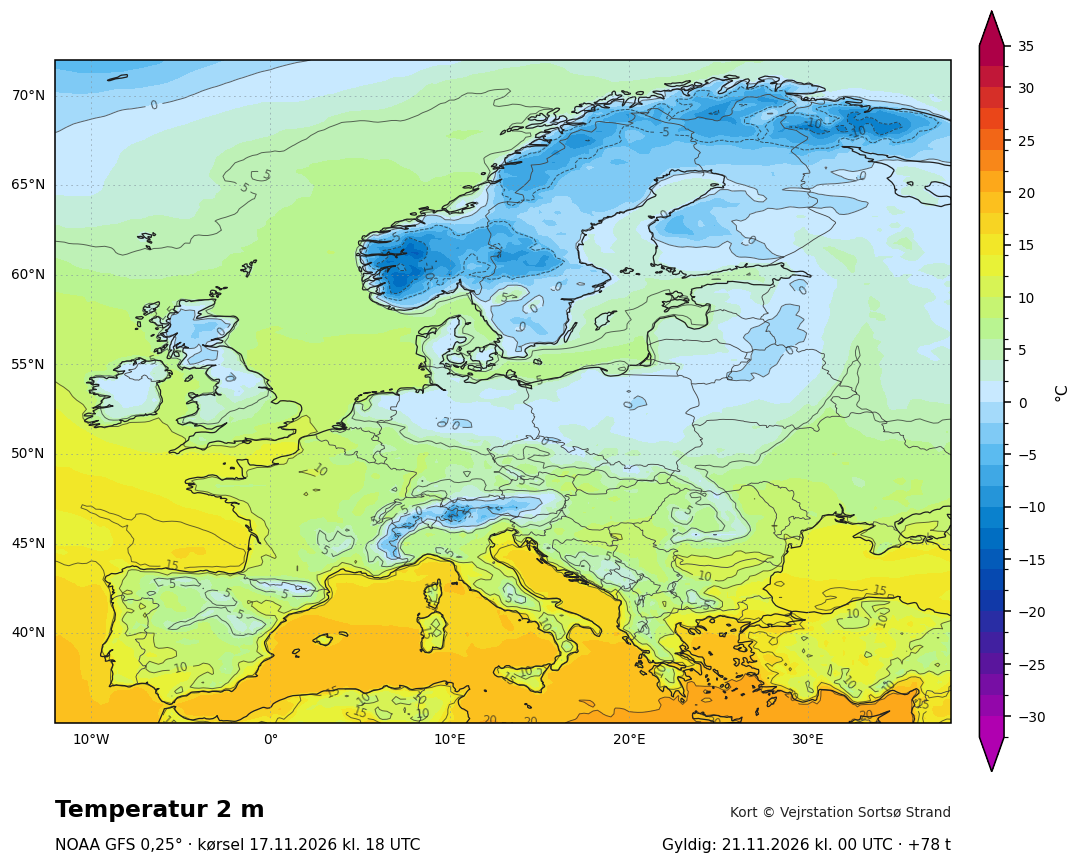 35
30
25
20
15
10
5
0
−5
−10
−15
−20
−25
−30
°C
70°N
65°N
60°N
55°N
50°N
45°N
40°N
10°W 0° 10°E 20°E 30°E
Temperatur 2 m
Kort © Vejrstation Sortsø Strand
NOAA GFS 0,25° · kørsel 17.11.2026 kl. 18 UTC
Gyldig: 21.11.2026 kl. 00 UTC · +78 t